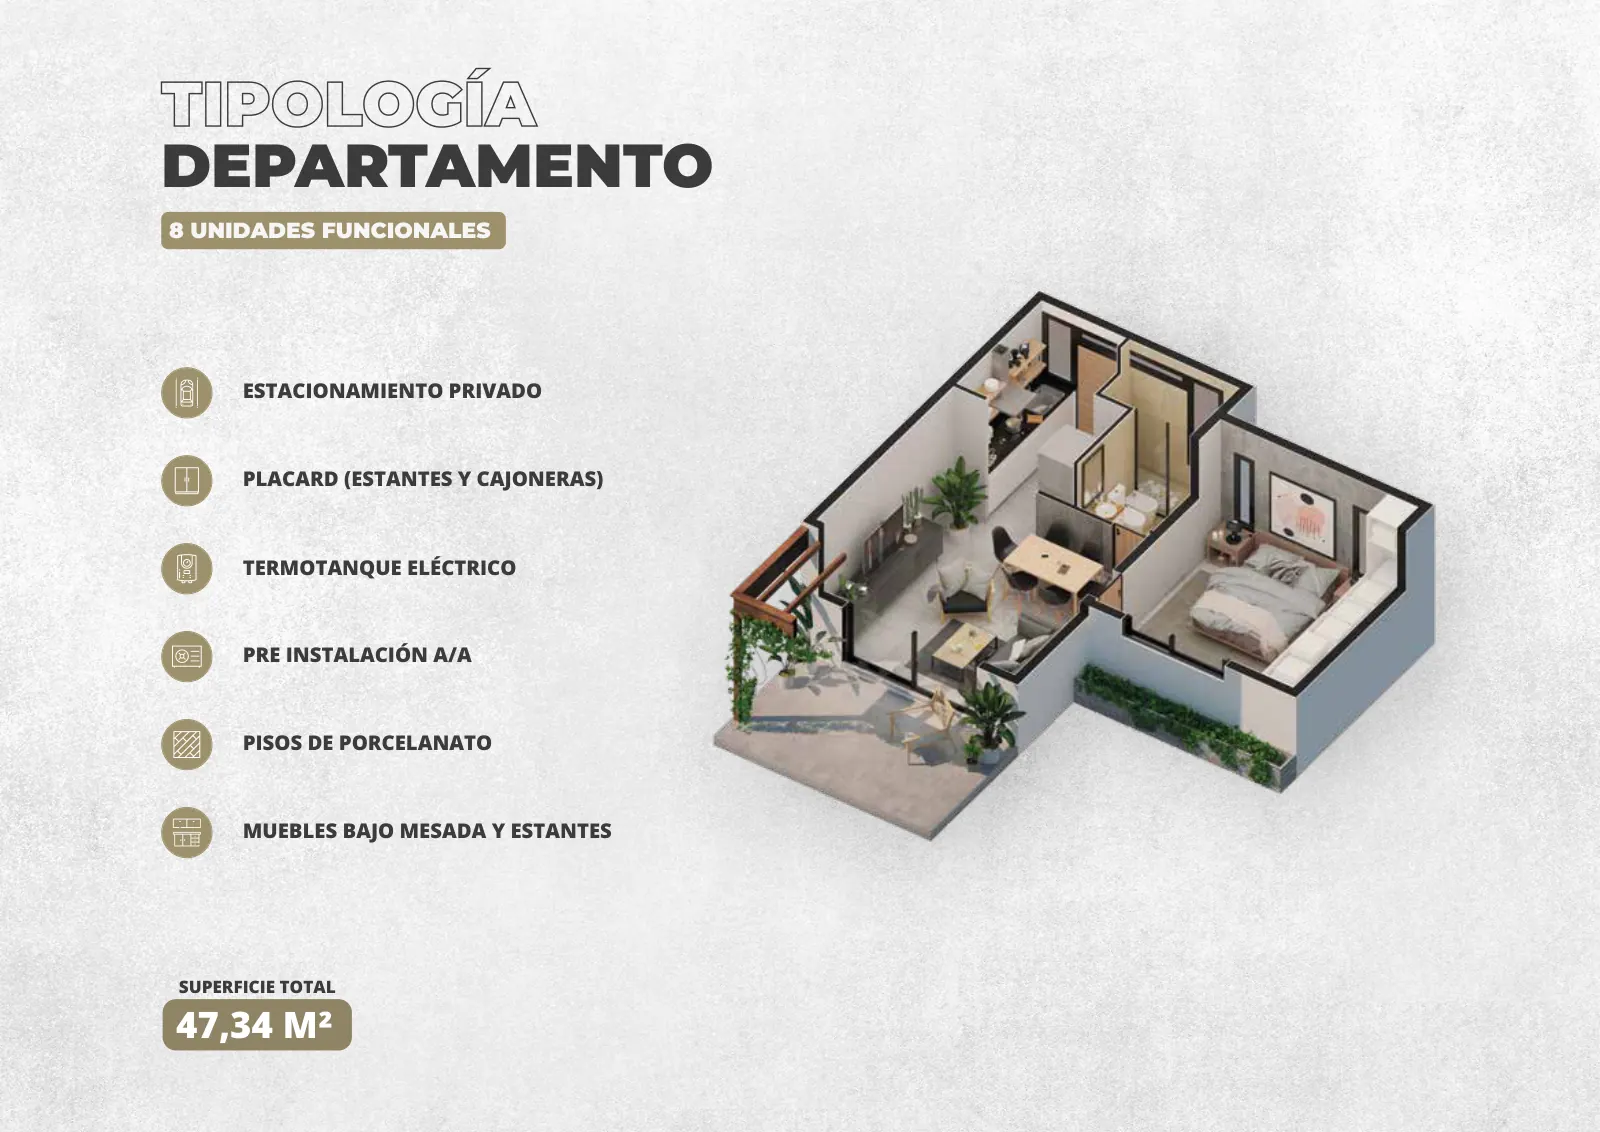 TIPOLOGÍA
DEPARTAMENTO
8 UNIDADES FUNCIONALES
ESTACIONAMIENTO PRIVADO
PLACARD (ESTANTES Y CAJONERAS)
TERMOTANQUE ELÉCTRICO
PRE INSTALACIÓN A/A
PISOS DE PORCELANATO
MUEBLES BAJO MESADA Y ESTANTES
SUPERFICIE TOTAL
47,34 M²